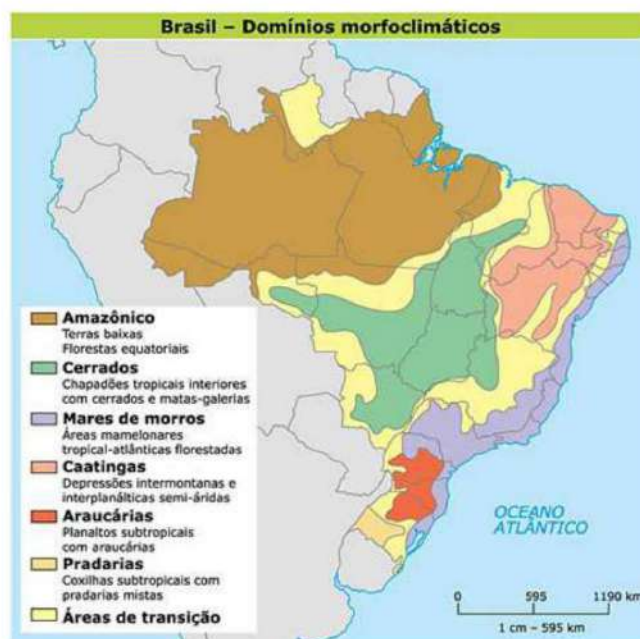 Brasil – Domínios morfoclimáticos
Amazônico
Terras baixas
Florestas equatoriais
Cerrados
Chapadões tropicais interiores
com cerrados e matas-galerias
Mares de morros
Áreas mamelonares
tropical-atlânticas florestadas
Caatingas
Depressões intermontanas e
interplanálticas semi-áridas
Araucárias
Planaltos subtropicais
com araucárias
Pradarias
Coxilhas subtropicais com
pradarias mistas
Áreas de transição
OCEANO
ATLÂNTICO
0 595 1190 km
1 cm – 595 km